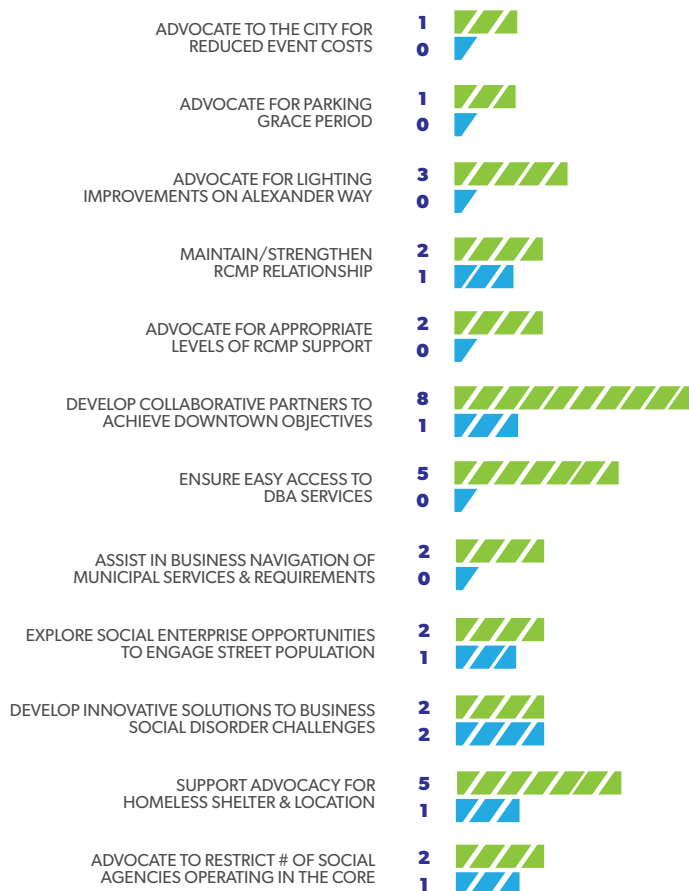 ADVOCATE TO THE CITY FOR
REDUCED EVENT COSTS
1
0
ADVOCATE FOR PARKING
GRACE PERIOD
1
0
ADVOCATE FOR LIGHTING
IMPROVEMENTS ON ALEXANDER WAY
3
0
MAINTAIN/STRENGTHEN
RCMP RELATIONSHIP
2
1
ADVOCATE FOR APPROPRIATE
LEVELS OF RCMP SUPPORT
2
0
DEVELOP COLLABORATIVE PARTNERS TO
ACHIEVE DOWNTOWN OBJECTIVES
8
1
ENSURE EASY ACCESS TO
DBA SERVICES
5
0
ASSIST IN BUSINESS NAVIGATION OF
MUNICIPAL SERVICES & REQUIREMENTS
2
0
EXPLORE SOCIAL ENTERPRISE OPPORTUNITIES
TO ENGAGE STREET POPULATION
2
1
DEVELOP INNOVATIVE SOLUTIONS TO BUSINESS
SOCIAL DISORDER CHALLENGES
2
2
SUPPORT ADVOCACY FOR
HOMELESS SHELTER & LOCATION
5
1
ADVOCATE TO RESTRICT # OF SOCIAL
AGENCIES OPERATING IN THE CORE
2
1